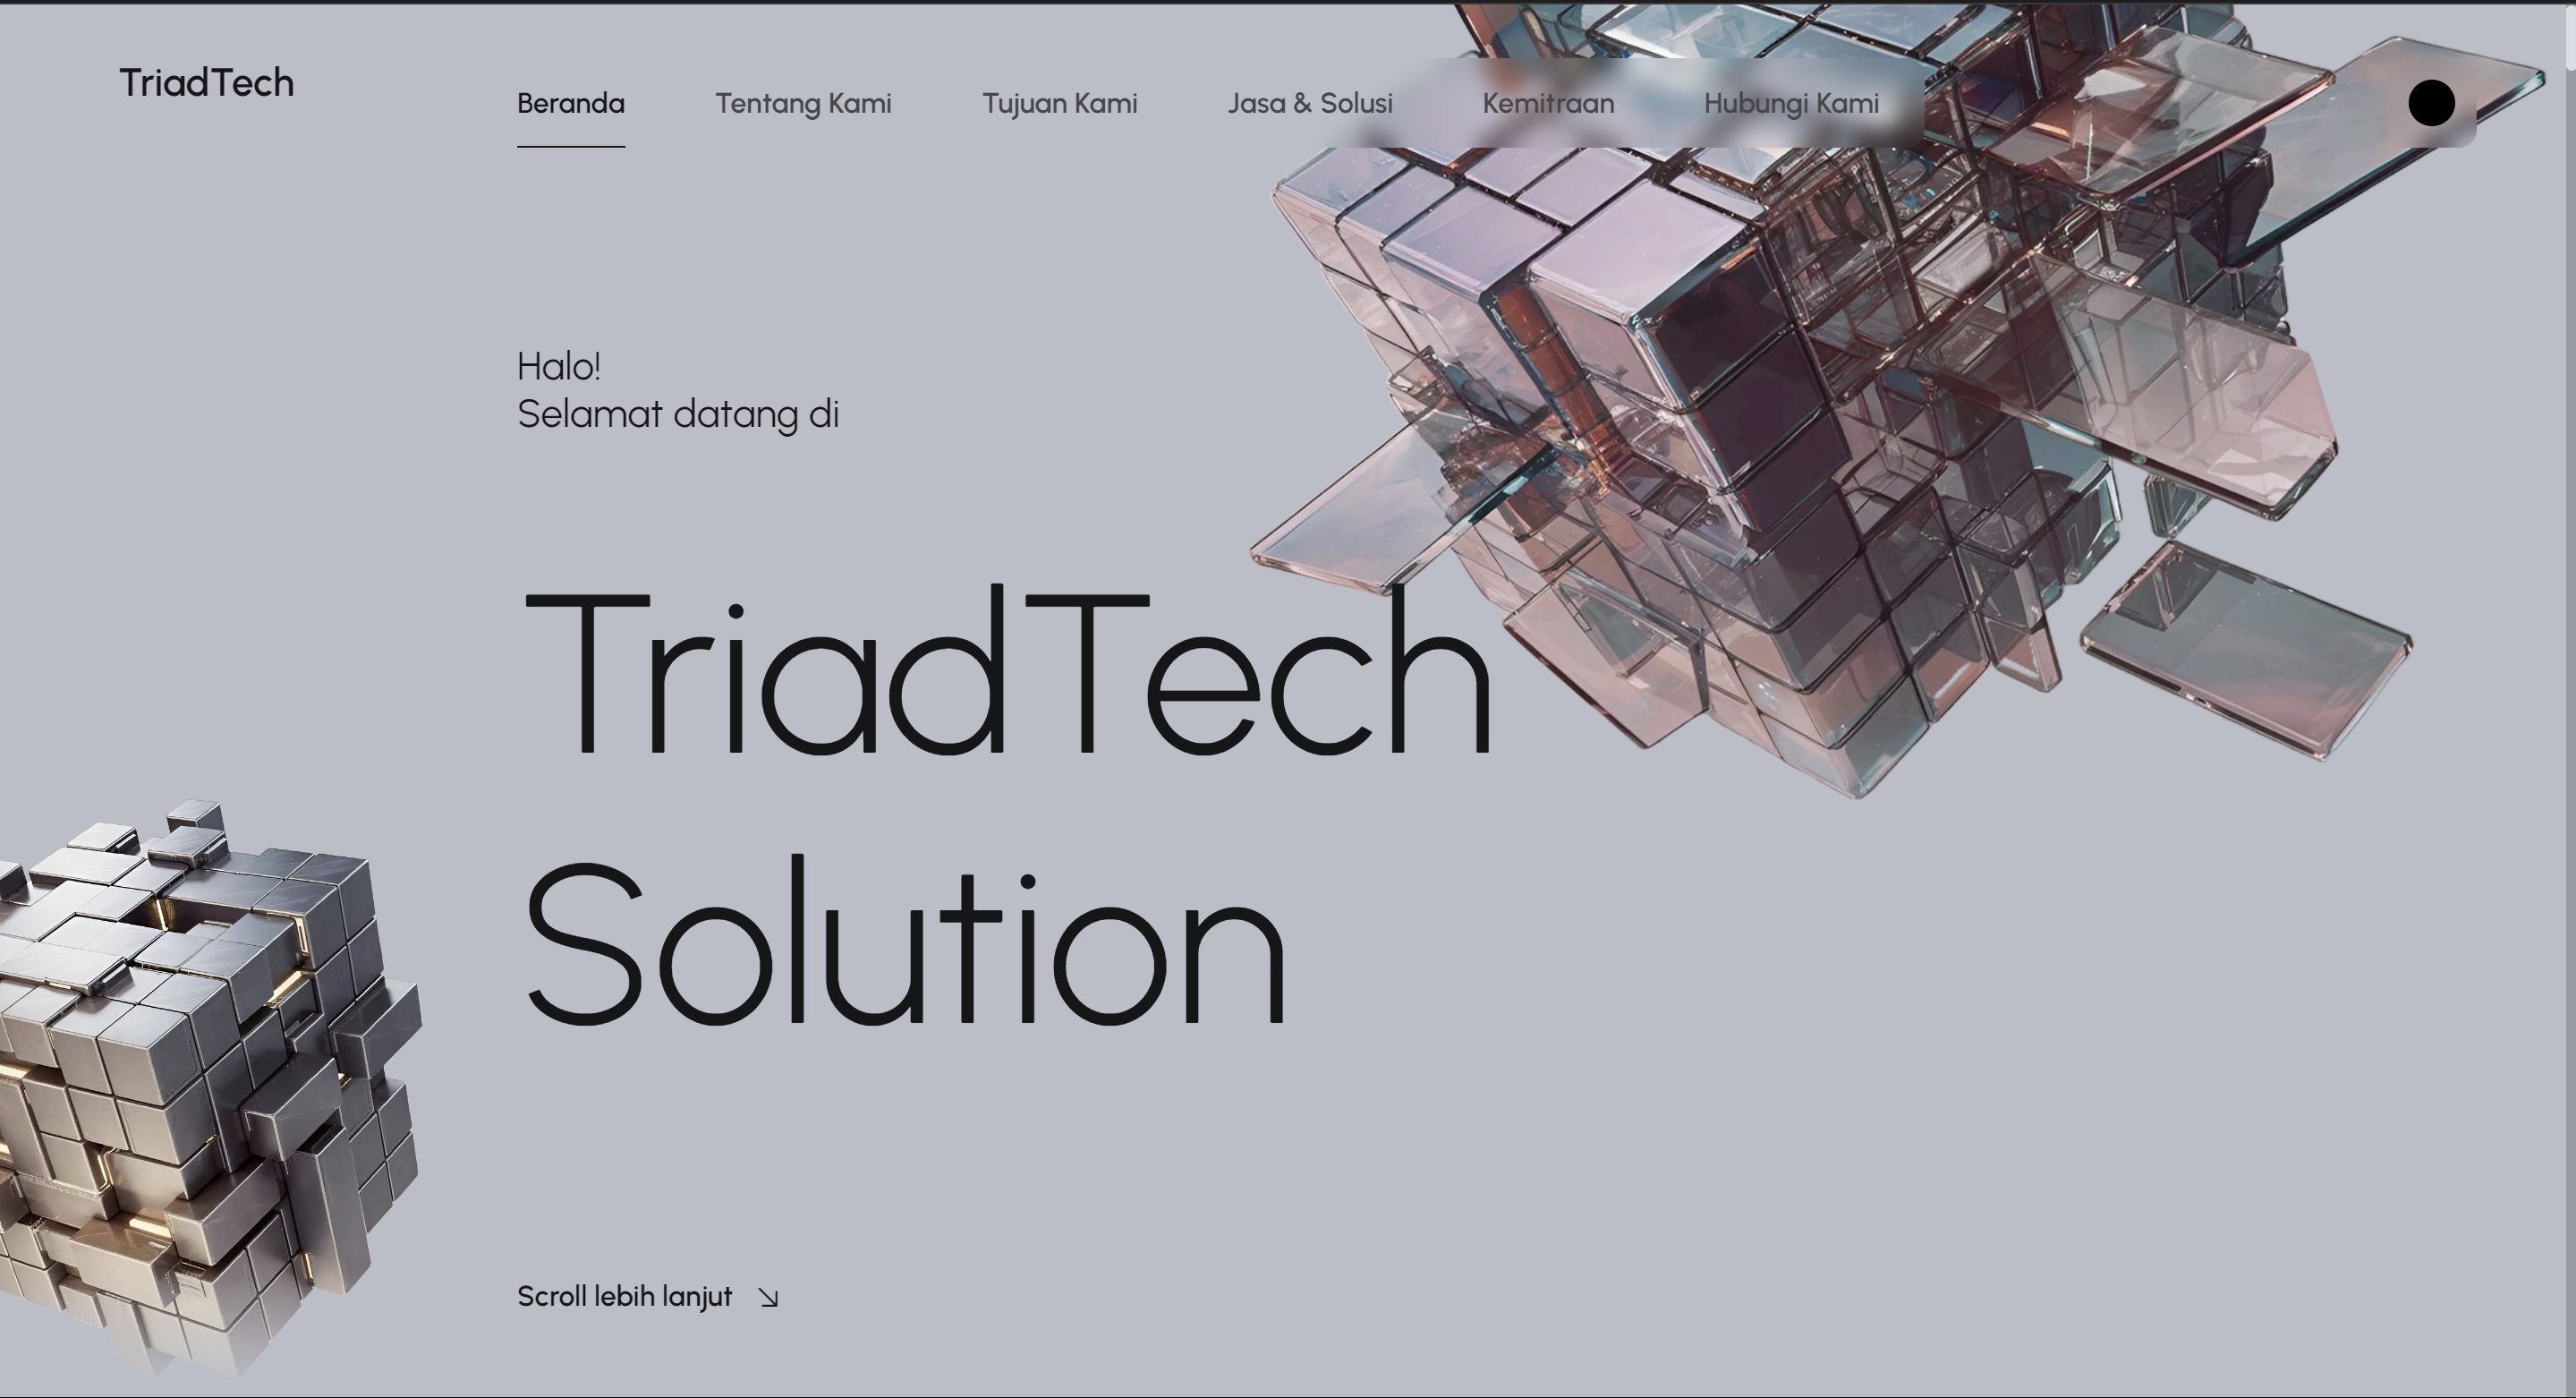 TriadTech
Beranda
Tentang Kami
Tujuan Kami
Jasa & Solusi
Kemitraan
Hubungi Kami
Halo!
Selamat datang di
TriadTech
Solution
Scroll lebih lanjut